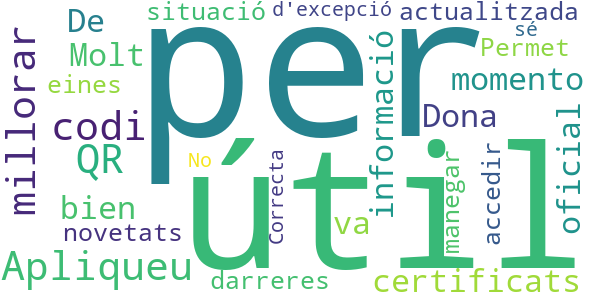 situació d'excepció actualitzada
De per sé
Molt Permet
eines momento
millorar codi informació Dona
QR No útil oficial
bien Correcta va manegar accedir
novetats
Apliqueu darreres certificats